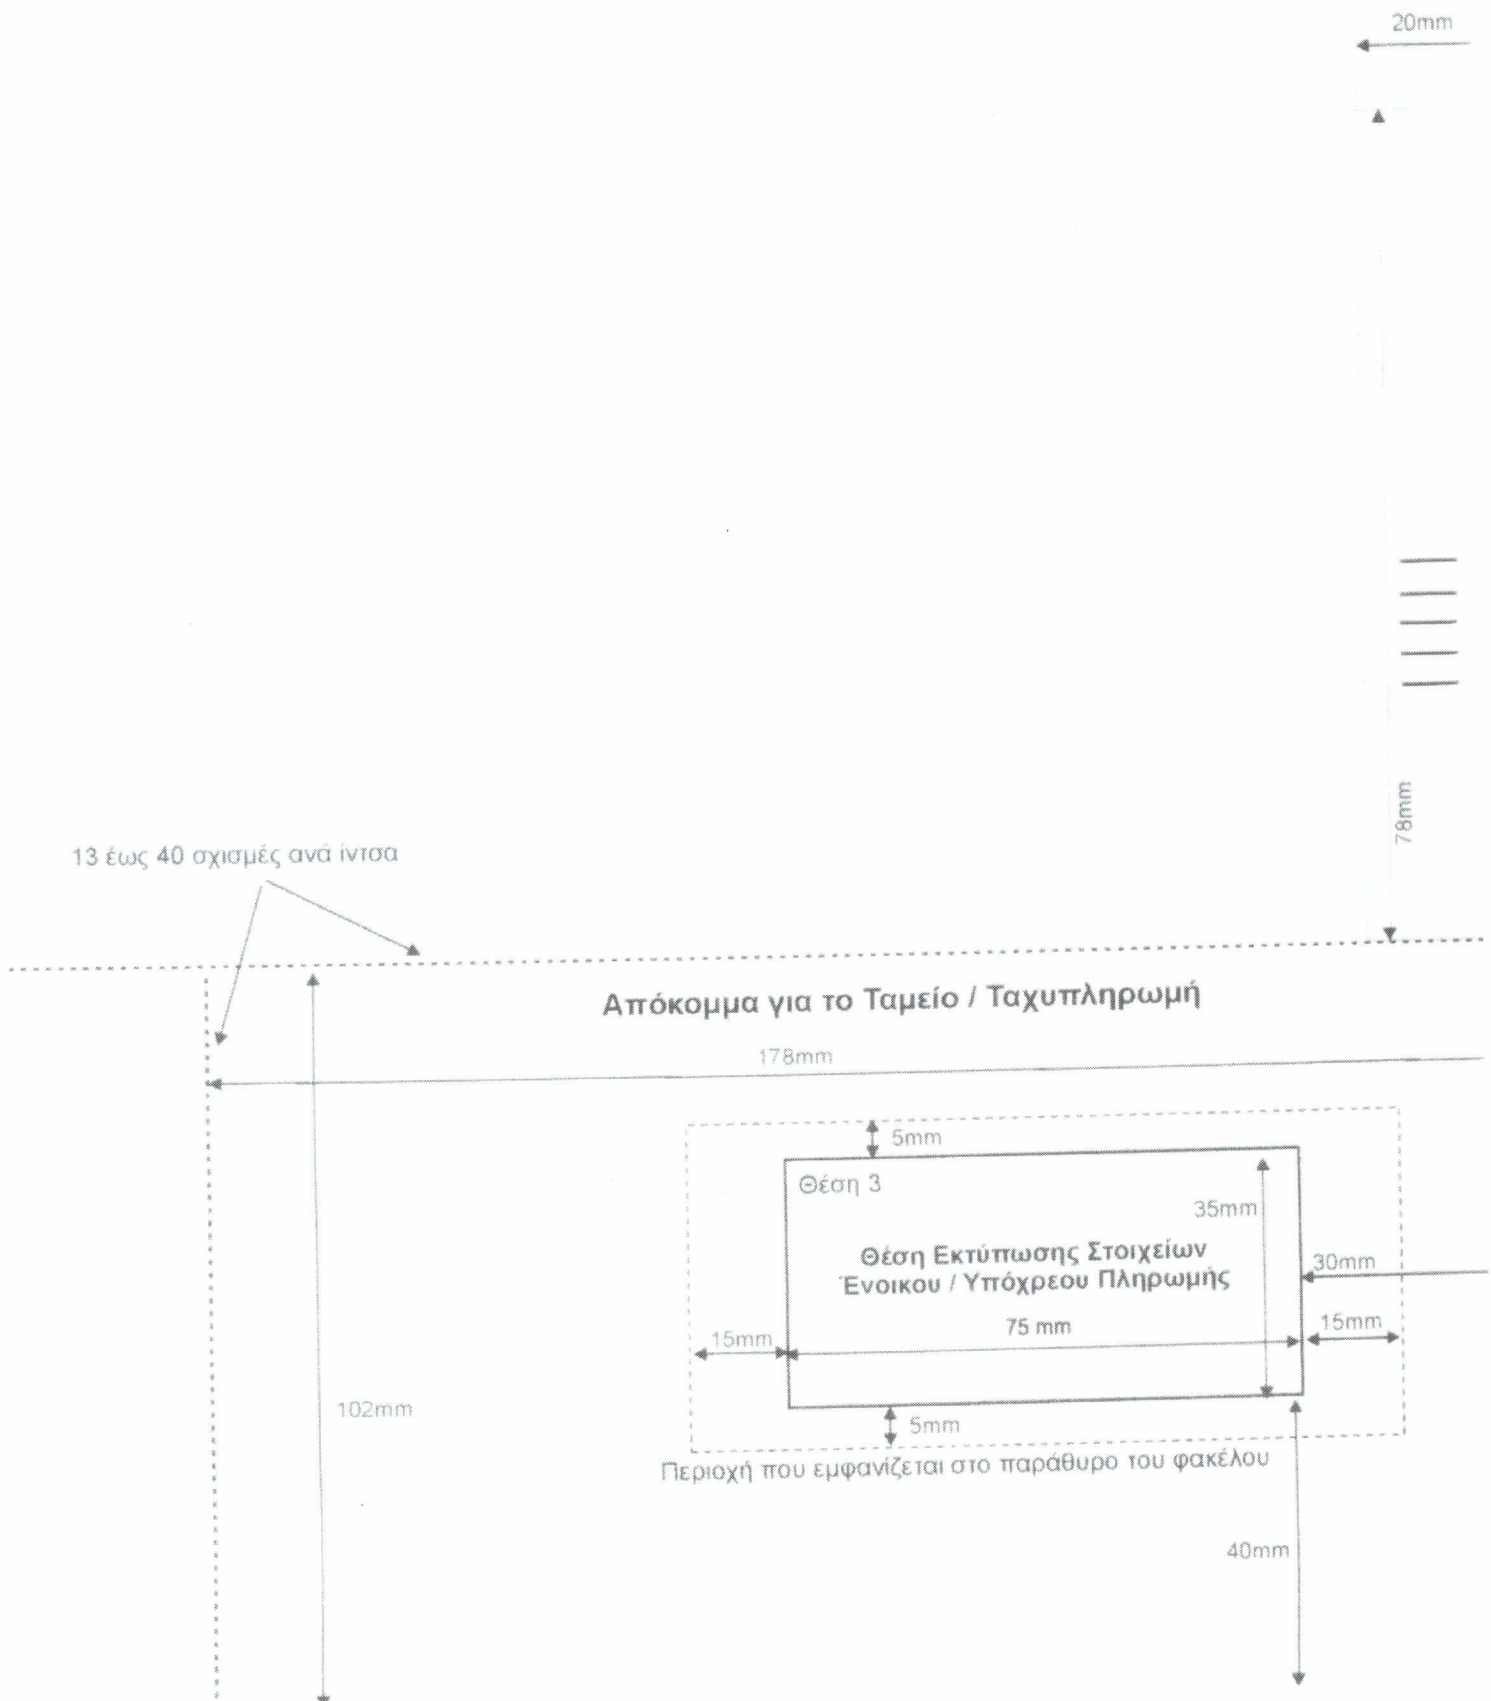 20mm
78mm
13 έως 40 σχισμές ανά ίντσα
Απόκομμα για το Ταμείο / Ταχυπληρωμή
178mm
5mm
Θέση 3
35mm
Θέση Εκτύπωσης Στοιχείων
Ένοικου / Υπόχρεου Πληρωμής
30mm
15mm
75 mm
15mm
102mm
5mm
Περιοχή που εμφανίζεται στο παράθυρο του φακέλου
40mm